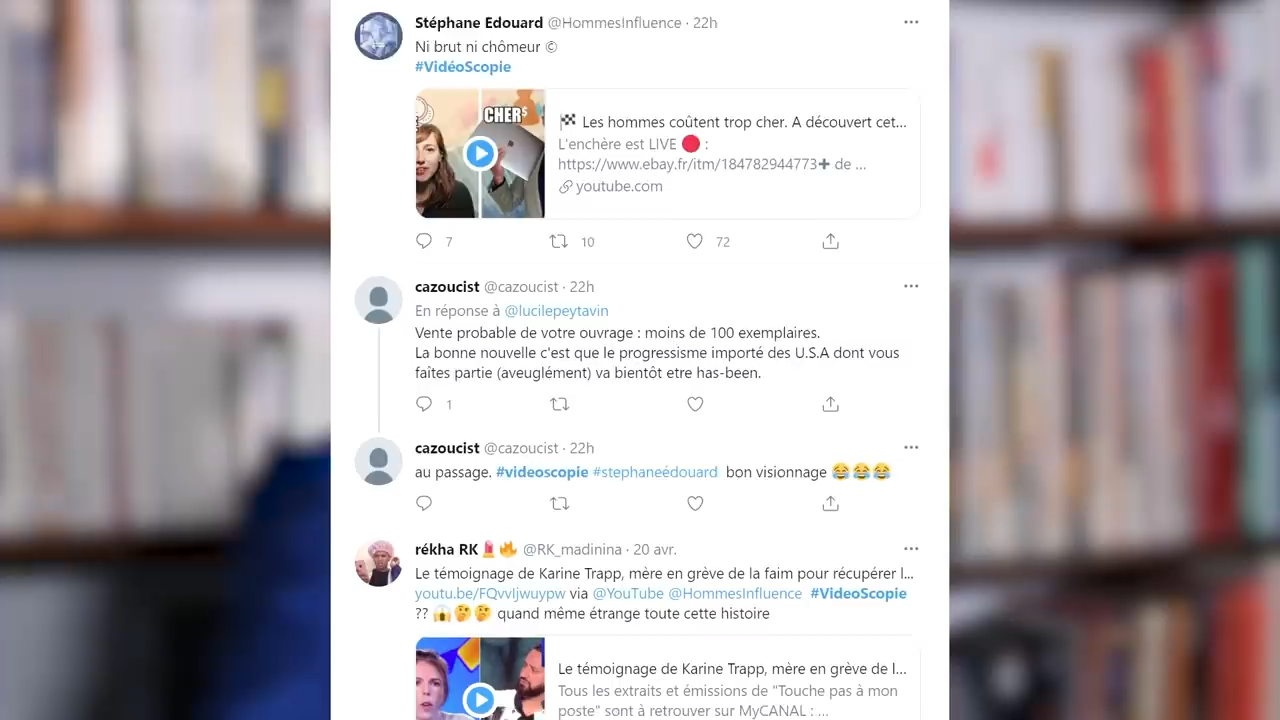 Stéphane Edouard @HommesInfluence · 22h
Ni brut ni chômeur ©
#VidéoScopie
CHERS
🏁 Les hommes coûtent trop cher. A découvert cet...
L'enchère est LIVE 🔴 :
https://www.ebay.fr/itm/184782944773➕ de ...
youtube.com
7 10 72
cazoucist @cazoucist · 22h
En réponse à @lucilepeytavin
Vente probable de votre ouvrage : moins de 100 exemplaires.
La bonne nouvelle c'est que le progressisme importé des U.S.A dont vous
faîtes partie (aveuglément) va bientôt etre has-been.
1
cazoucist @cazoucist · 22h
au passage. #videoscopie #stephaneédouard bon visionnage 😂😂😂
rékha RK💄🔥 @RK_madinina · 20 avr.
Le témoignage de Karine Trapp, mère en grève de la faim pour récupérer l...
youtu.be/FQvvljwuypw via @YouTube @HommesInfluence #VideoScopie
?? 😱🤔🤔 quand même étrange toute cette histoire
Le témoignage de Karine Trapp, mère en grève de l...
Tous les extraits et émissions de "Touche pas à mon
poste" sont à retrouver sur MyCANAL : ...